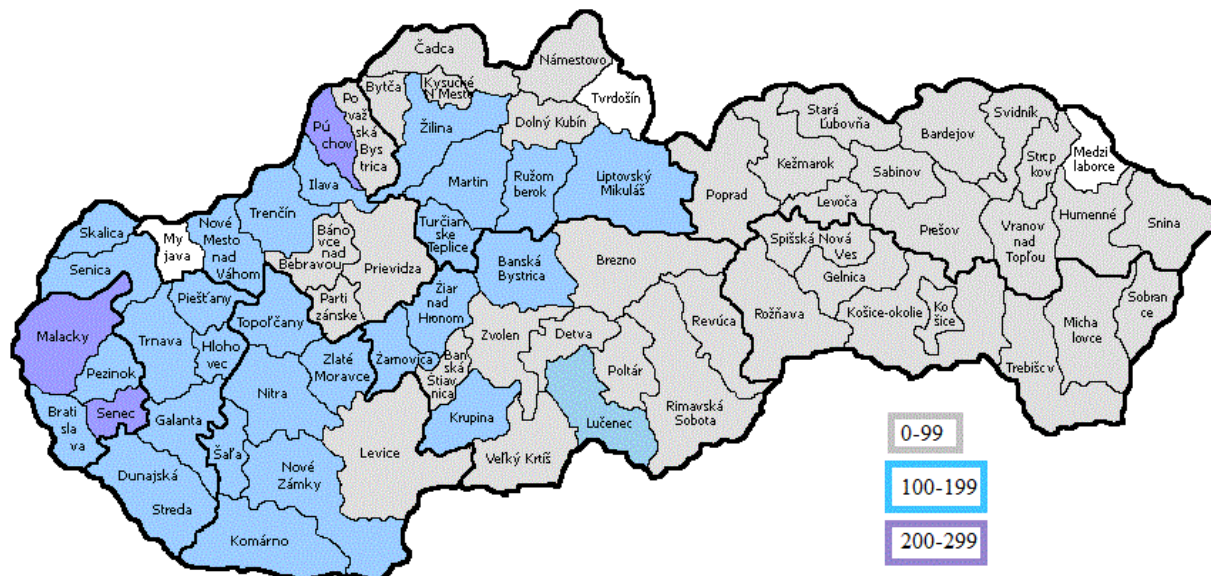 Čadca
Námestovo
Bytča
Kysucké
N Mesto
Tvrdošín
Po
važ
ská
Bys
trica
Pú
chov
Žilina
Dolný Kubín
Stará
Ľubovňa
Svidník
Bardejov
Strcp
kov
Medzi
laborce
Kežmarok
Sabinov
Ilava
Martin
Ružom
berok
Liptovský
Mikuláš
Poprad
Levoča
Trenčín
Humenné
Snina
Skalica
Nové
Mesto
nad
Váhom
My
java
Báno
vce nad
Bebravou
Prievidza
Turčian
ske
Teplice
Prešov
Vranov
nad
Topľou
Spišská Nová
Ves
Senica
Banská
Bystrica
Brezno
Gelnica
Piešťany
Parti
zánske
Žiar
nad
Hronom
Malacky
Trnava
Topoľčany
Zvolen
Detva
Revúca
Rožňava
Košice-okolie
Ko
šice
Sobran
ce
Micha
lovce
Hloho
vec
Zlaté
Moravce
Žarnovica
Ban
ská
Štiav
nica
Poltár
Trebišcv
Pezinok
Nitra
Senec
Galanta
Brati
sla
va
Krupina
Lučenec
Rimavská
Sobota
Šaľa
Levice
Veľký Krtíš
Dunajská
Streda
Nové
Zámky
Komárno
0-99
100-199
200-299